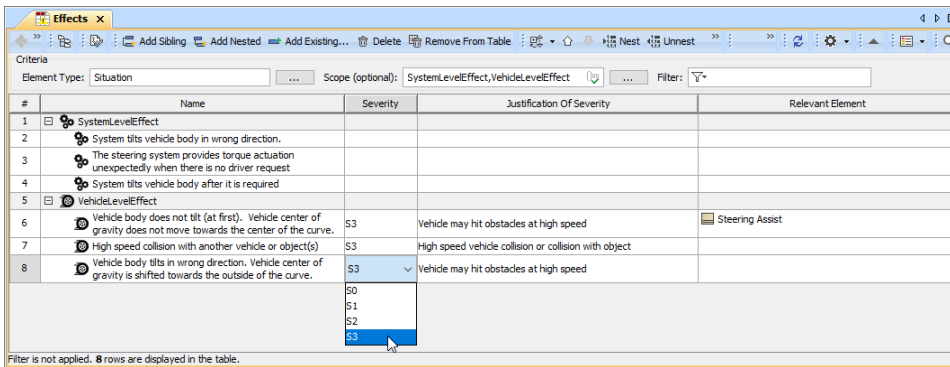 Effects
Add Sibling Add Nested Add Existing... Delete Remove From Table Nest Unnest
Criteria
Element Type: Situation ... Scope (optional): SystemLevelEffect,VehicleLevelEffect ... Filter:
# Name Severity Justification Of Severity Relevant Element
1 SystemLevelEffect
2 System tilts vehicle body in wrong direction.
3 The steering system provides torque actuation
unexpectedly when there is no driver request
4 System tilts vehicle body after it is required
5 VehicleLevelEffect
6 Vehicle body does not tilt (at first). Vehicle center of
gravity does not move towards the center of the curve. S3 Vehicle may hit obstacles at high speed Steering Assist
7 High speed collision with another vehicle or object(s) S3 High speed vehicle collision or collision with object
8 Vehicle body tilts in wrong direction. Vehicle center of
gravity is shifted towards the outside of the curve. S3 Vehicle may hit obstacles at high speed
S0
S1
S2
S3
Filter is not applied. 8 rows are displayed in the table.